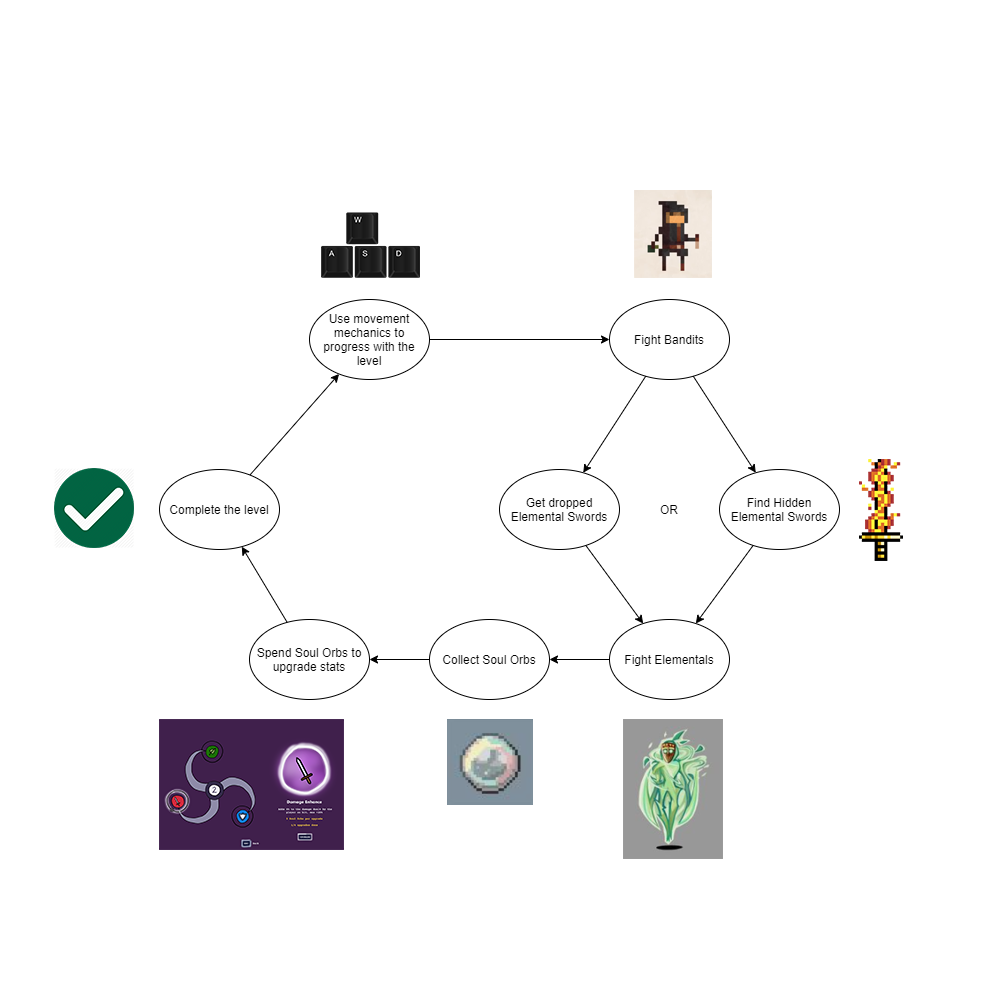 W
A S D
Use movement
mechanics to
progress with the
level
Fight Bandits
Complete the level
Get dropped
Elemental Swords
OR
Find Hidden
Elemental Swords
Spend Soul Orbs to
upgrade stats
Collect Soul Orbs
Fight Elementals
2
Damage Enhance